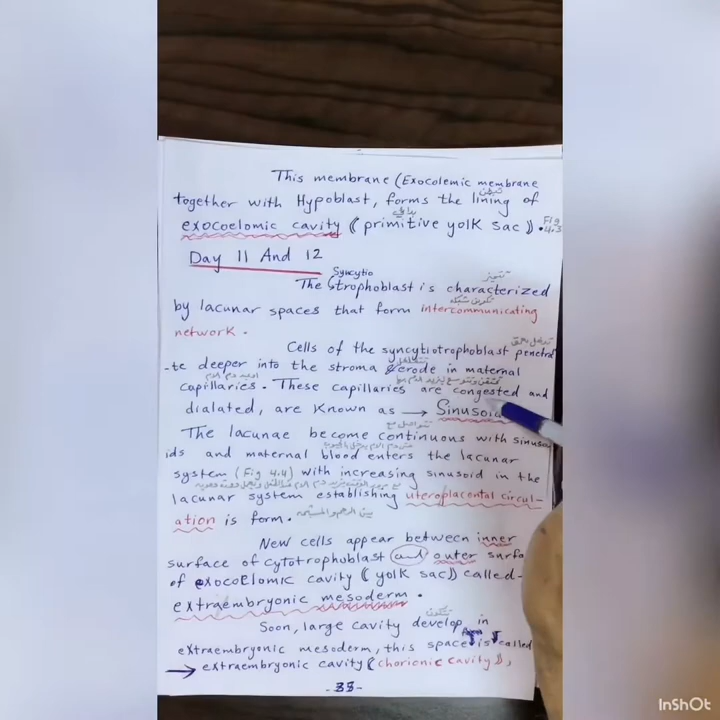 This membrane (Exocolemic membrane
together with Hypoblast, forms the lining of
exocoelomic cavity (primitive yolk sac).
Fig
4.3
Day 11 And 12
Syncytio
The strophoblast is characterized
by lacunar spaces that form intercommunicating
network.
Cells of the syncytiotrophoblast penetra
-te deeper into the stroma & erode in maternal
capillaries. These capillaries are congested and
dialated, are known as → Sinusoid
The lacunae become continuous with sinuso
ids and maternal blood enters the lacunar
system (Fig 4.4) with increasing sinusoid in the
lacunar system establishing uteroplacental circul-
بين الرحم والمشيمه
ation is form.
New cells appear between inner
surface of cytotrophoblast and outer surfa
of exocoelomic cavity (yolk sac) called-
extraembryonic mesoderm.
تتكون
Soon, large cavity develop in
extraembryonic mesoderm, this space is called
→ extraembryonic cavity (chorionic cavity),
-33-
InShOt